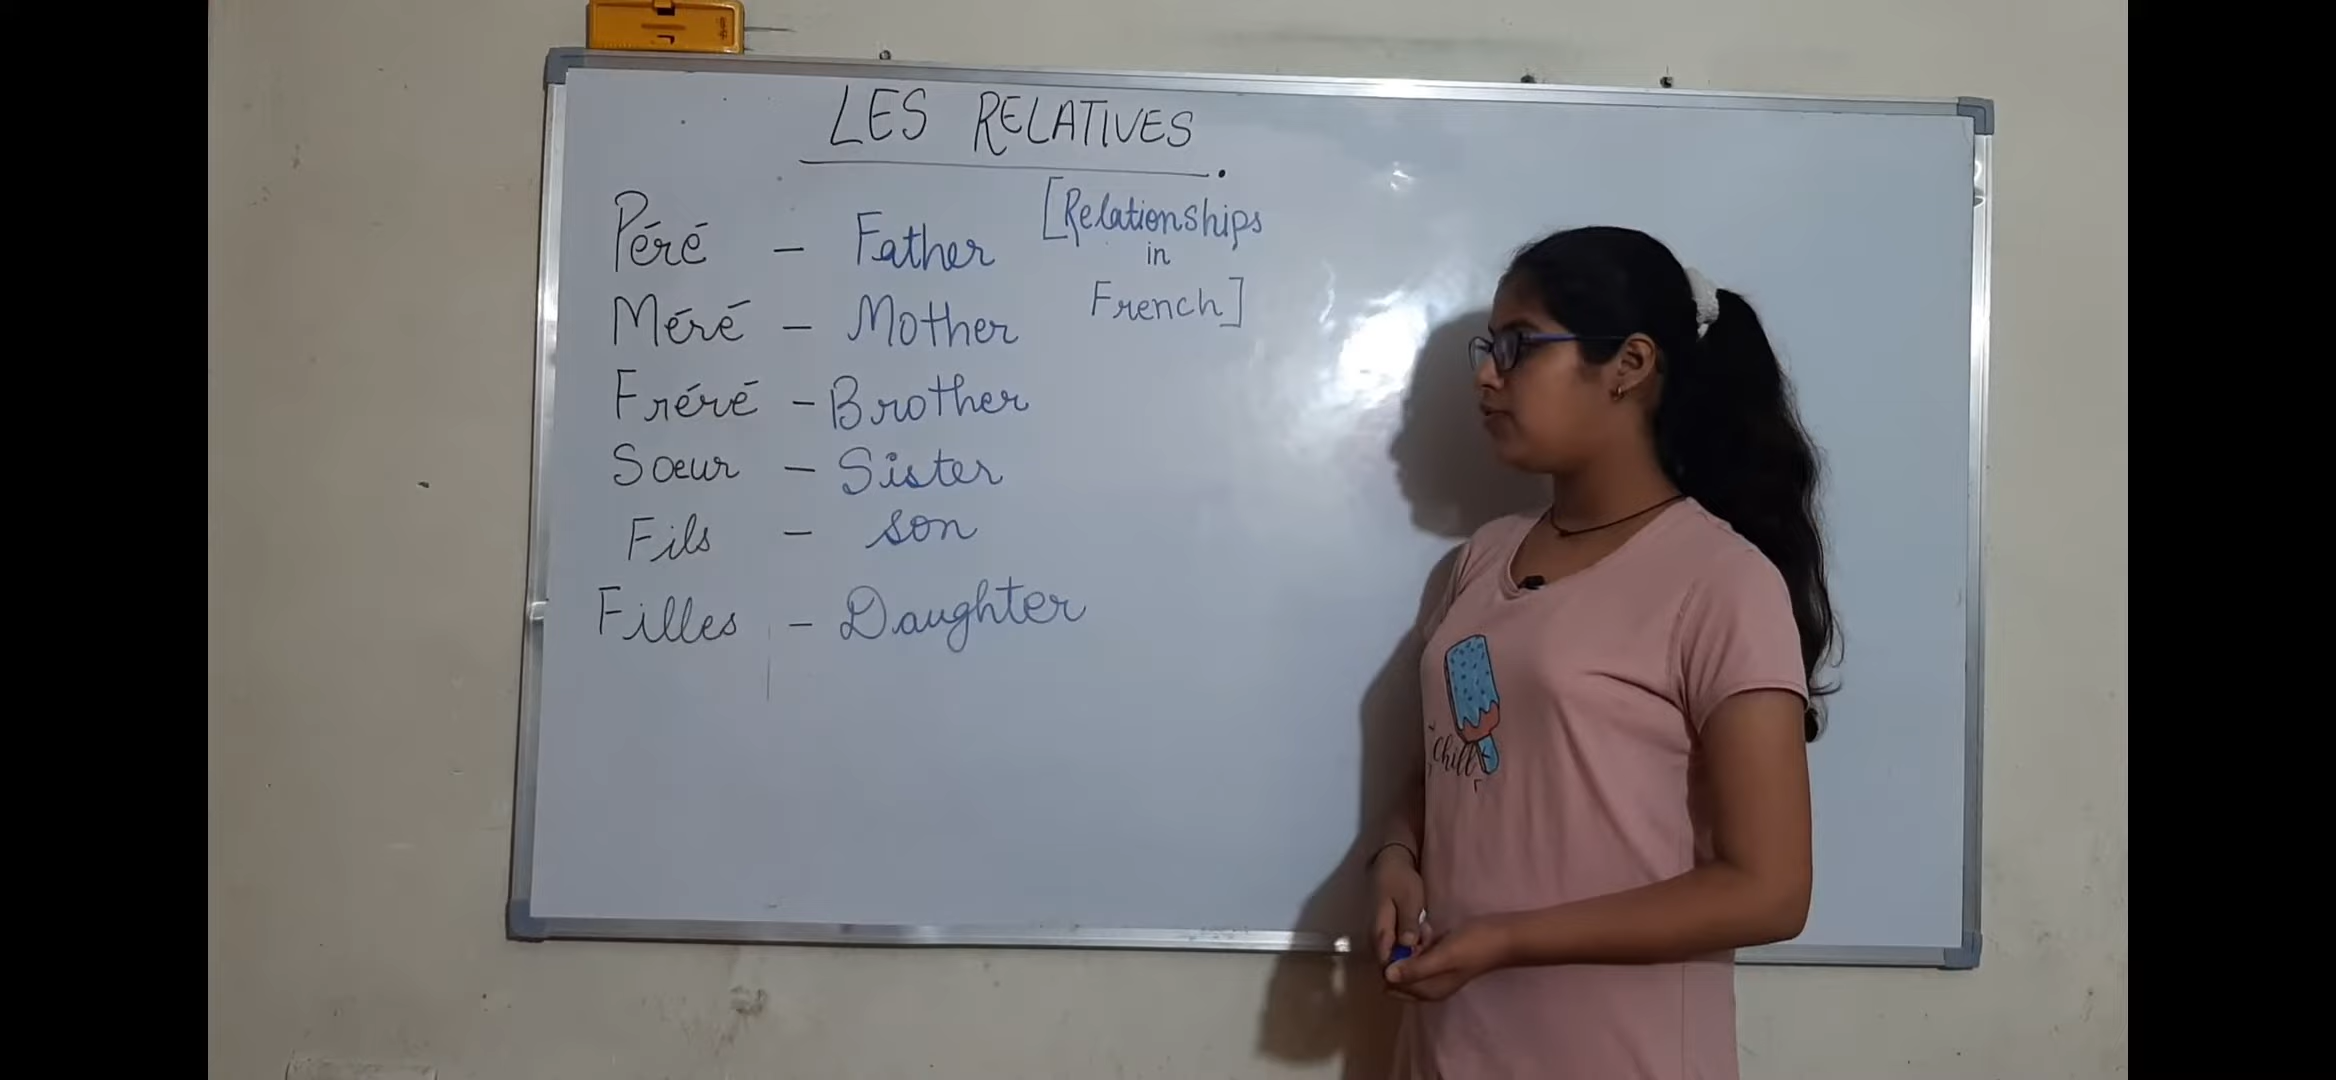 LES RELATIVES.
[Relationships
in
French]
Péré - Father
Méré - Mother
Fréré - Brother
Soeur - Sister
Fils - son
Filles - Daughter
chill